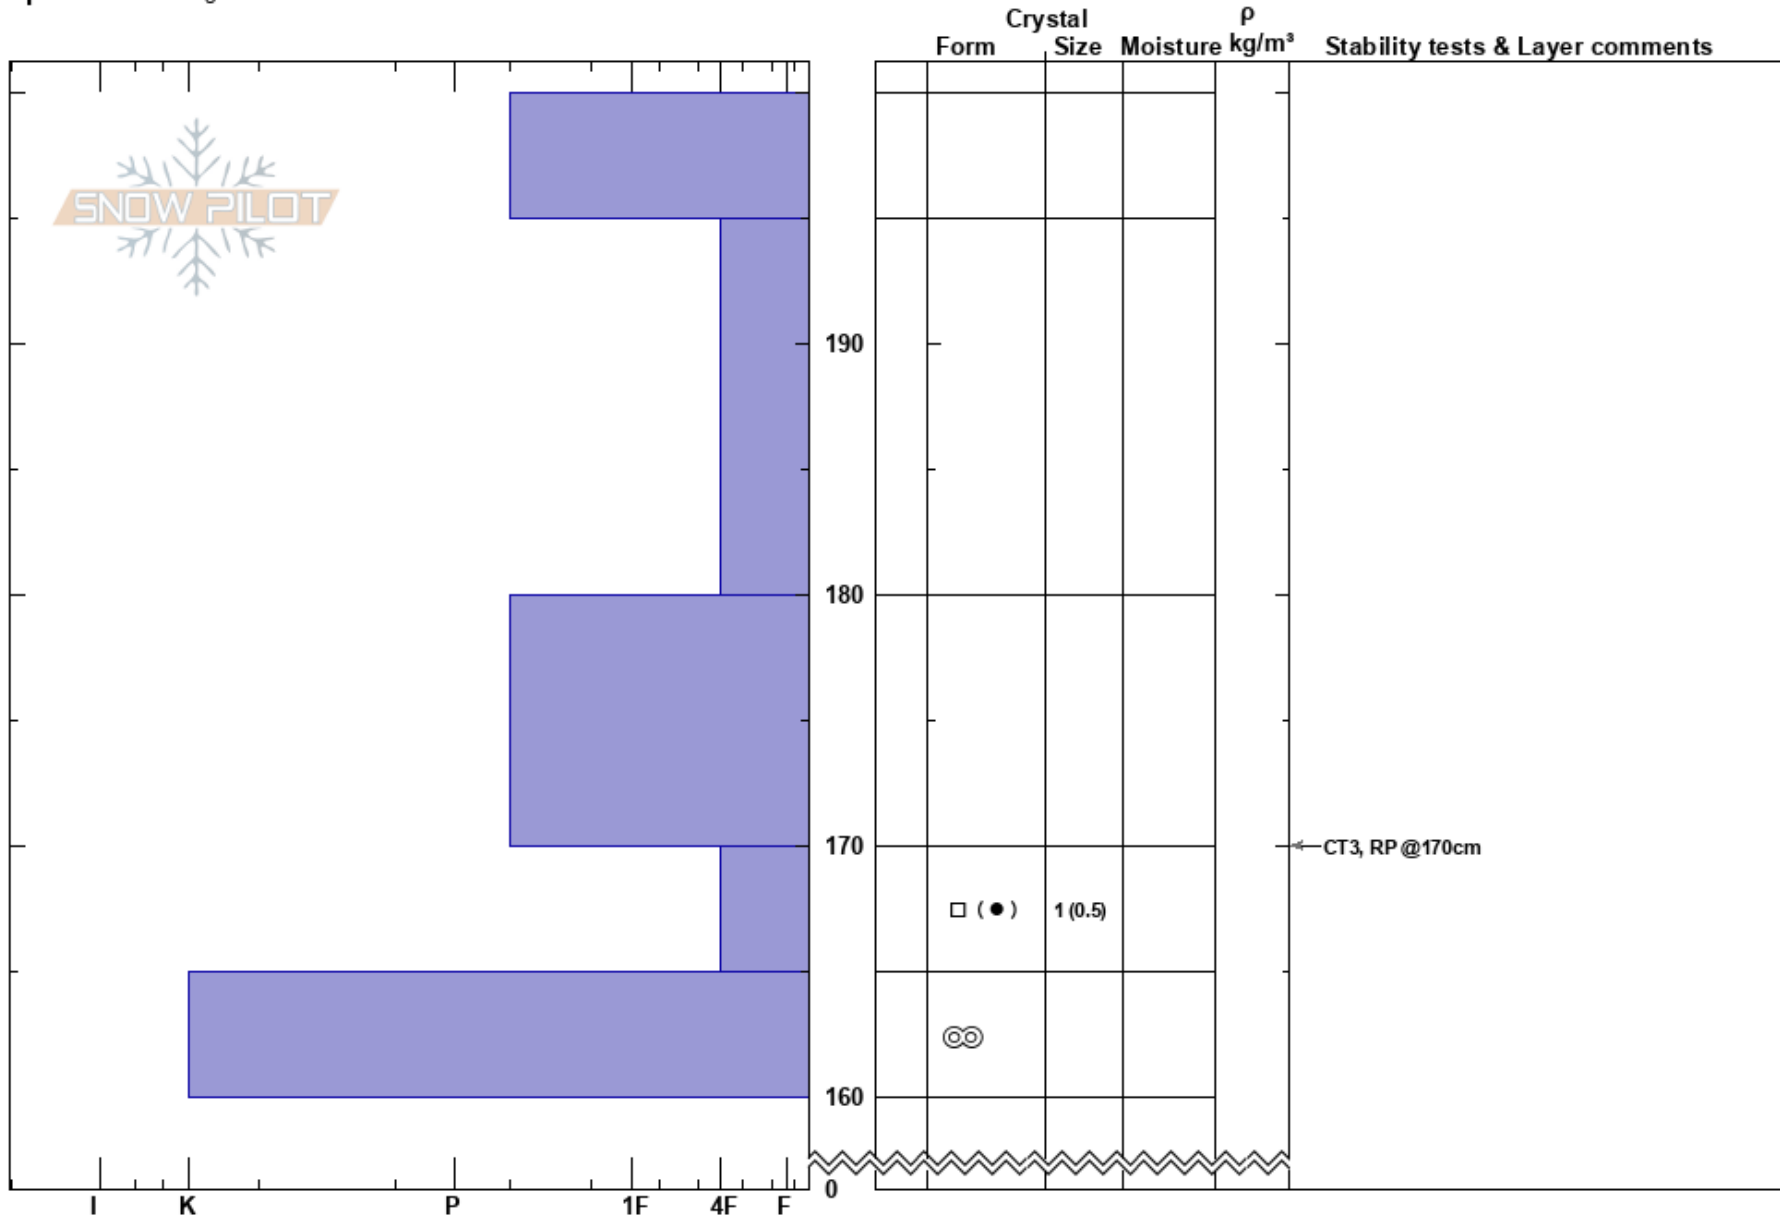 Crystal
ρ
Form Size Moisture kg/m³ Stability tests & Layer comments
SNOW PILOT
190
180
170 CT3, RP @170cm
1 (0.5)
160
0
I K P 1F 4F F